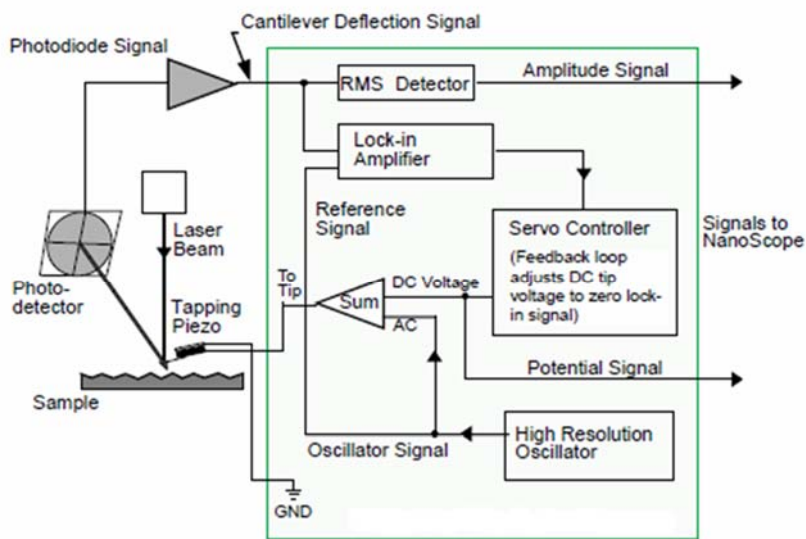 Cantilever Deflection Signal
Photodiode Signal
Amplitude Signal
RMS Detector
Lock-in
Amplifier
Reference
Signal
Laser
Beam
Photo-
detector
Tapping
Piezo
To
Tip
Sum
DC Voltage
AC
Servo Controller
(Feedback loop
adjusts DC tip
voltage to zero lock-
in signal)
Signals to
NanoScope
Potential Signal
Sample
Oscillator Signal
High Resolution
Oscillator
GND